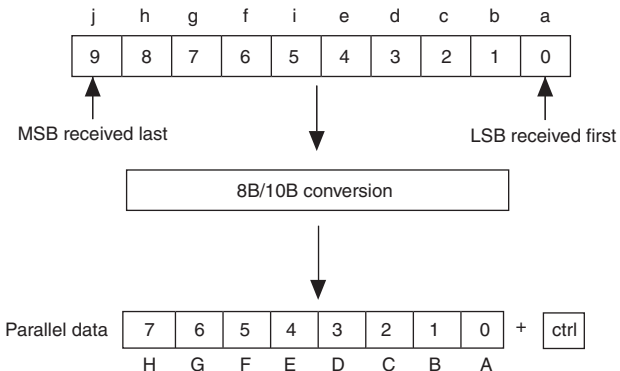 j h g f i e d c b a
9 8 7 6 5 4 3 2 1 0
MSB received last LSB received first
8B/10B conversion
Parallel data 7 6 5 4 3 2 1 0 + ctrl
H G F E D C B A